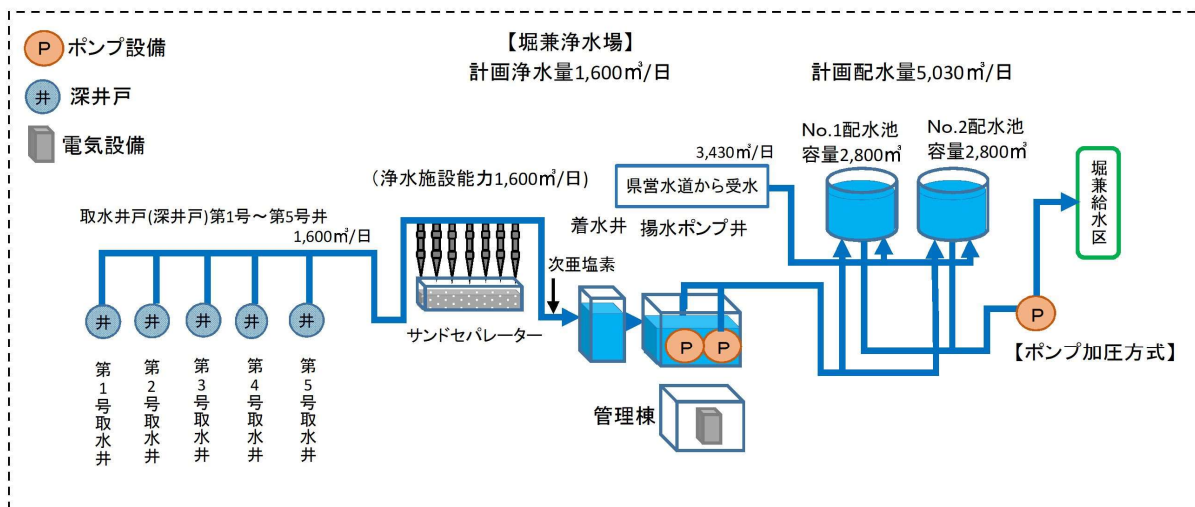 P ポンプ設備
井 深井戸
電気設備
【堀兼浄水場】
計画浄水量1,600㎥/日
計画配水量5,030㎥/日
No.1配水池
容量2,800㎥
No.2配水池
容量2,800㎥
3,430㎥/日
県営水道から受水
(浄水施設能力1,600㎥/日)
取水井戸(深井戸)第1号～第5号井
1,600㎥/日
着水井
揚水ポンプ井
次亜塩素
サンドセパレーター
堀兼給水区
井
井
井
井
井
P
P
P
【ポンプ加圧方式】
管理棟
第1号取水井
第2号取水井
第3号取水井
第4号取水井
第5号取水井